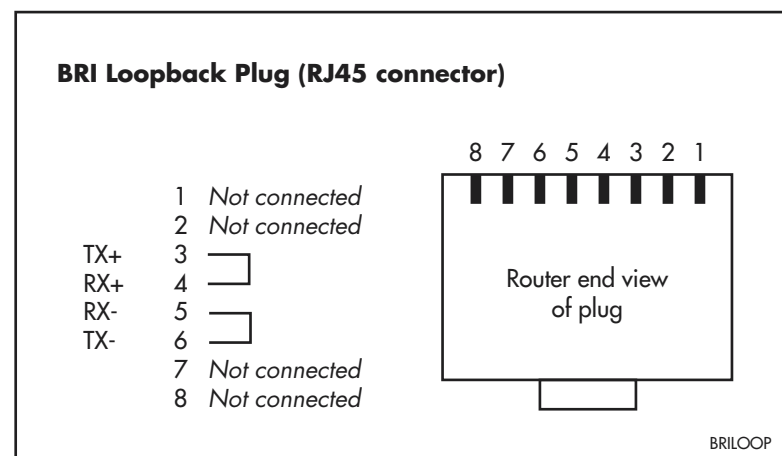 BRI Loopback Plug (RJ45 connector)
8 7 6 5 4 3 2 1
1 Not connected
2 Not connected
TX+ 3
RX+ 4
RX- 5
TX- 6
7 Not connected
8 Not connected
Router end view
of plug
BRILOOP